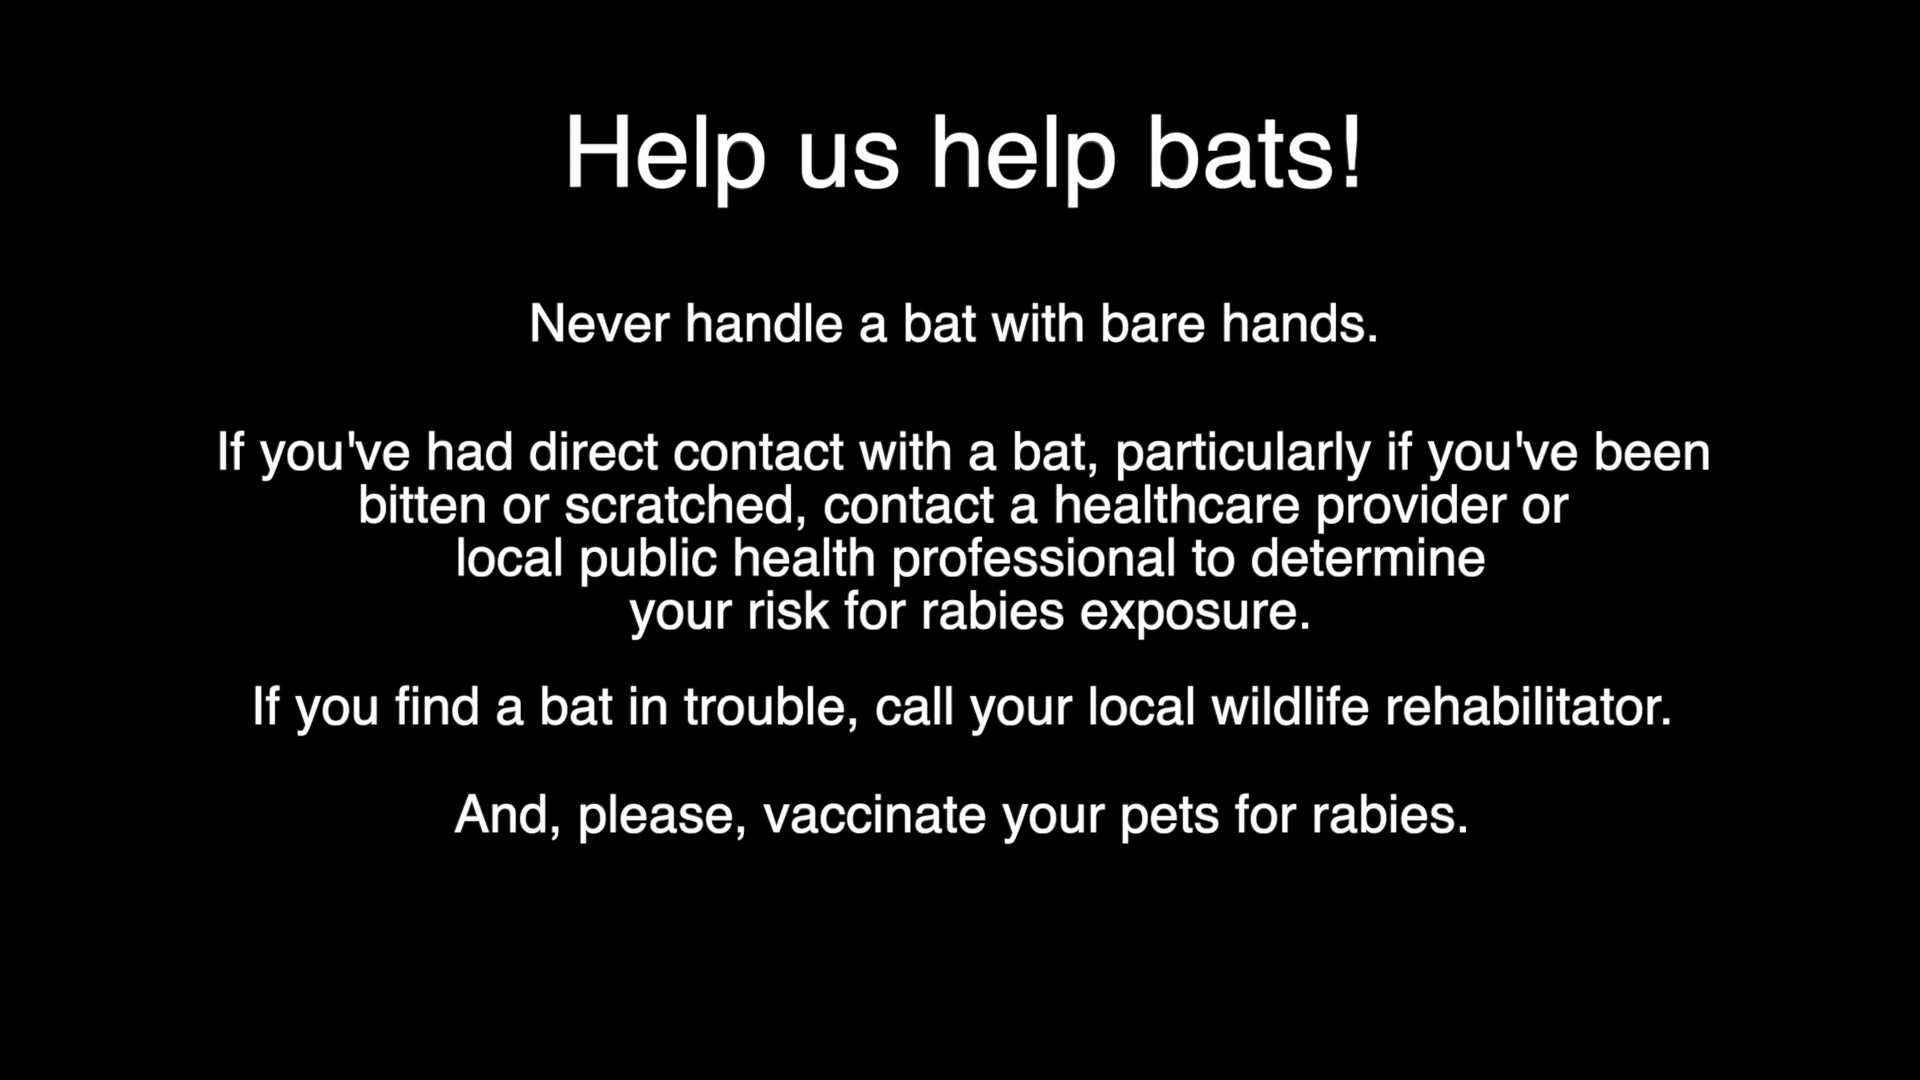 Help us help bats!
Never handle a bat with bare hands.
If you've had direct contact with a bat, particularly if you've been
bitten or scratched, contact a healthcare provider or
local public health professional to determine
your risk for rabies exposure.
If you find a bat in trouble, call your local wildlife rehabilitator.
And, please, vaccinate your pets for rabies.